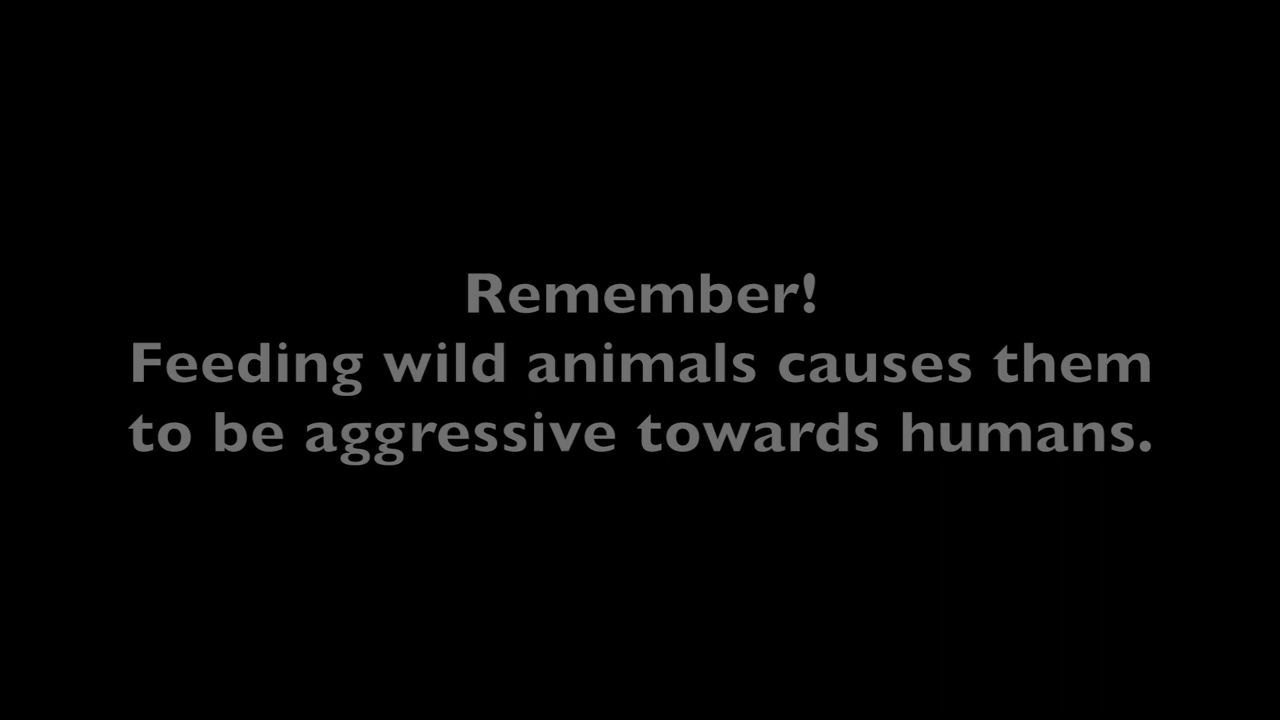 Remember!
Feeding wild animals causes them
to be aggressive towards humans.